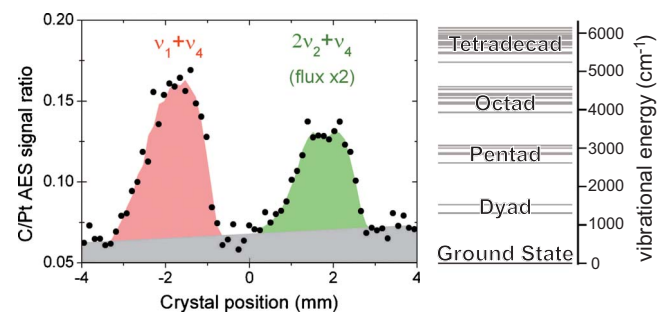 0.20
0.15
0.10
0.05
C/Pt AES signal ratio
ν1+ν4
2ν2+ν4
(flux x2)
-4
-2
0
2
4
Crystal position (mm)
Tetradecad
Octad
Pentad
Dyad
Ground State
6000
5000
4000
3000
2000
1000
0
vibrational energy (cm-1)